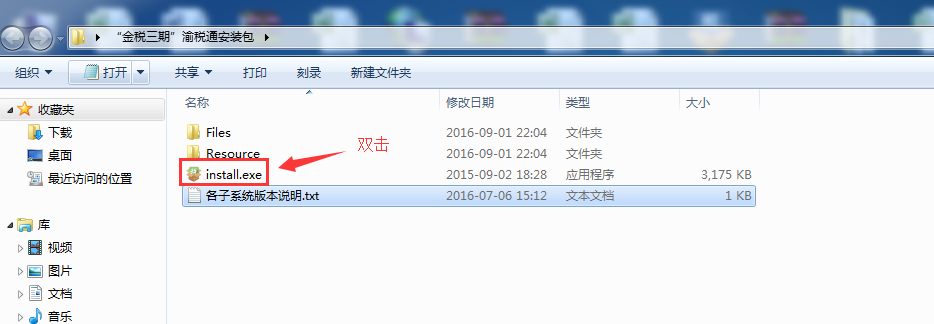 “金税三期”渝税通安装包
组织 打开 共享 打印 刻录 新建文件夹
收藏夹
下载
桌面
最近访问的位置
库
视频
图片
文档
音乐
名称 修改日期 类型 大小
Files 2016-09-01 22:04 文件夹
Resource 2016-09-01 22:04 文件夹
install.exe 2015-09-02 18:28 应用程序 3,175 KB
各子系统版本说明.txt 2016-07-06 15:12 文本文档 1 KB
双击